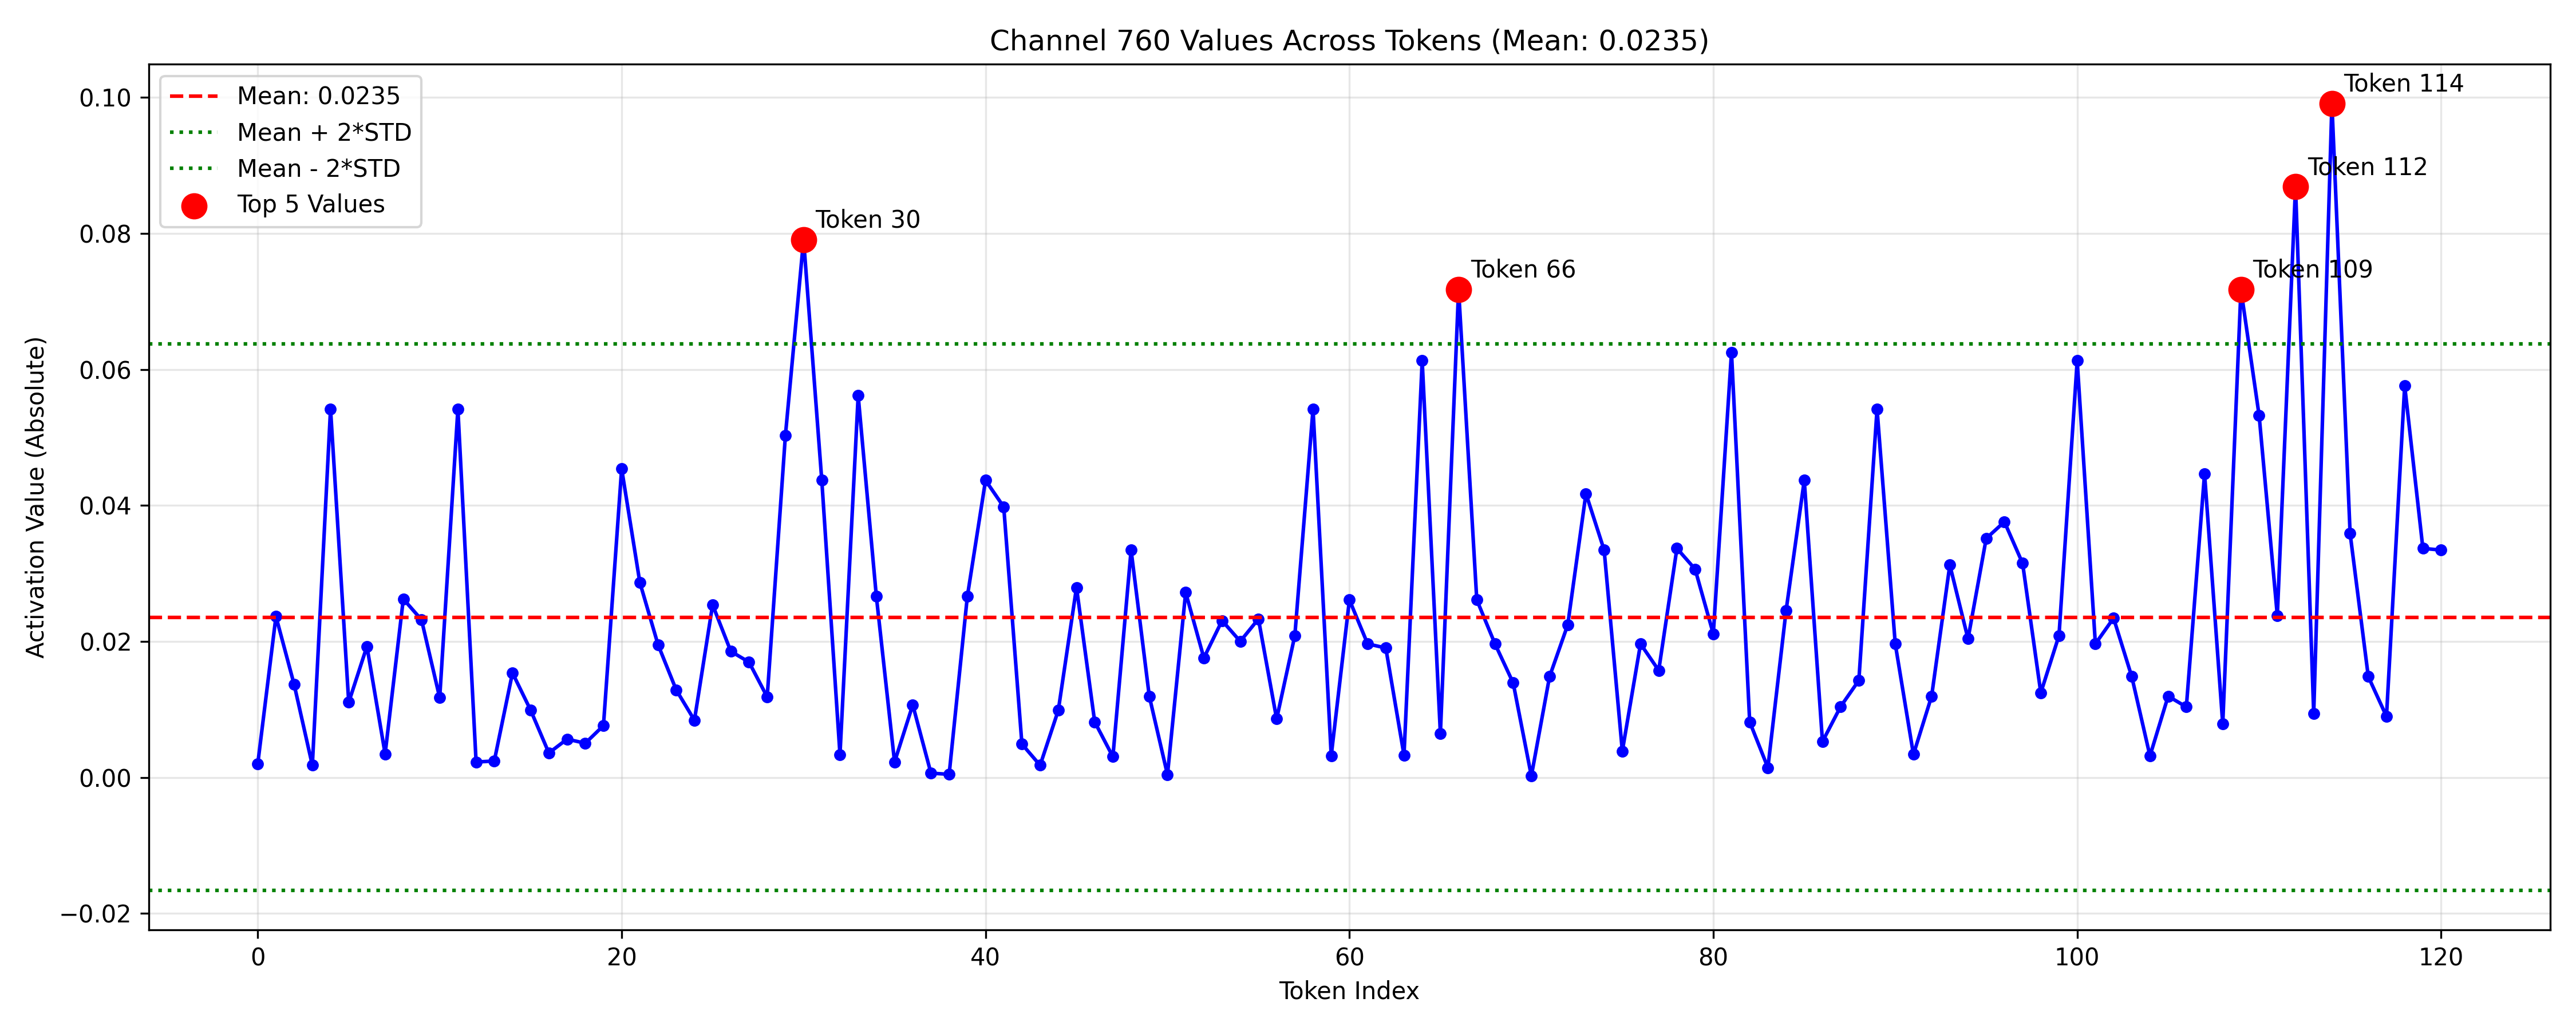 Channel 760 Values Across Tokens (Mean: 0.0235)
Mean: 0.0235
Mean + 2*STD
Mean - 2*STD
Top 5 Values
Token 114
Token 112
Token 30
Token 66
Token 109
Activation Value (Absolute)
0.10
0.08
0.06
0.04
0.02
0.00
−0.02
0 20 40 60 80 100 120
Token Index